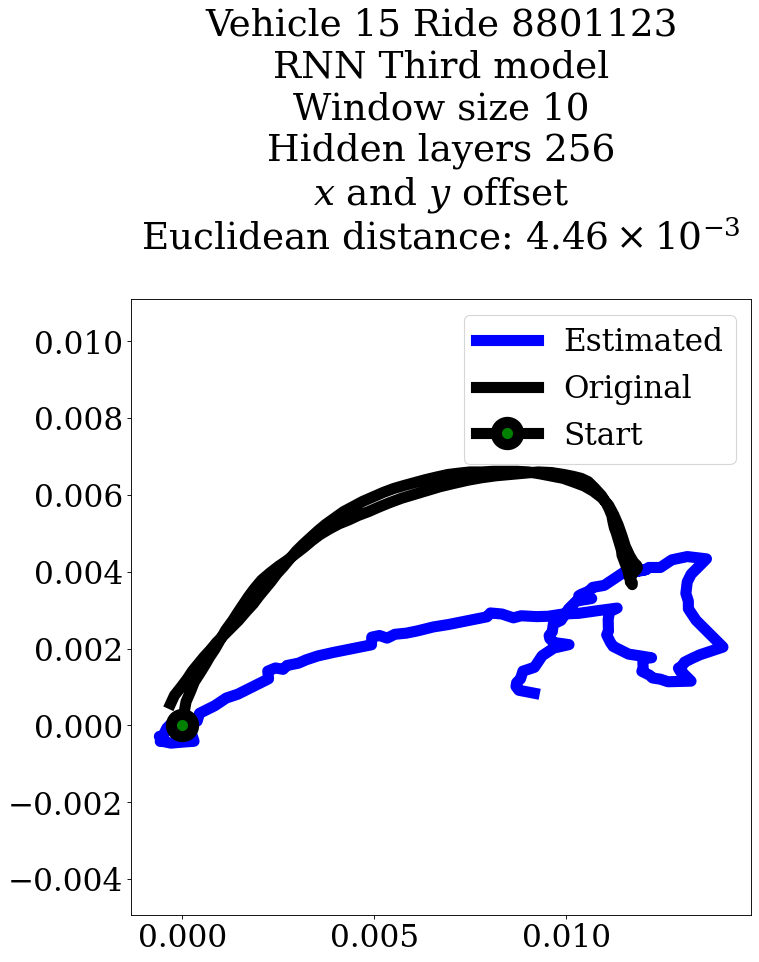 Vehicle 15 Ride 8801123
RNN Third model
Window size 10
Hidden layers 256
x and y offset
Euclidean distance: 4.46 × 10⁻³
Estimated
Original
Start
0.010
0.008
0.006
0.004
0.002
0.000
−0.002
−0.004
0.000 0.005 0.010